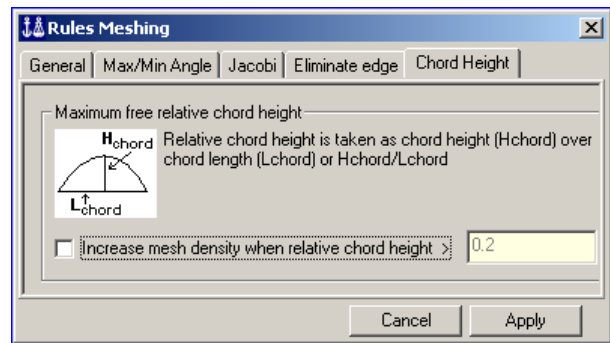 Rules Meshing
General Max/Min Angle Jacobi Eliminate edge Chord Height
Maximum free relative chord height
Hchord
Lchord
Relative chord height is taken as chord height (Hchord) over
chord length (Lchord) or Hchord/Lchord
Increase mesh density when relative chord height > 0.2
Cancel Apply